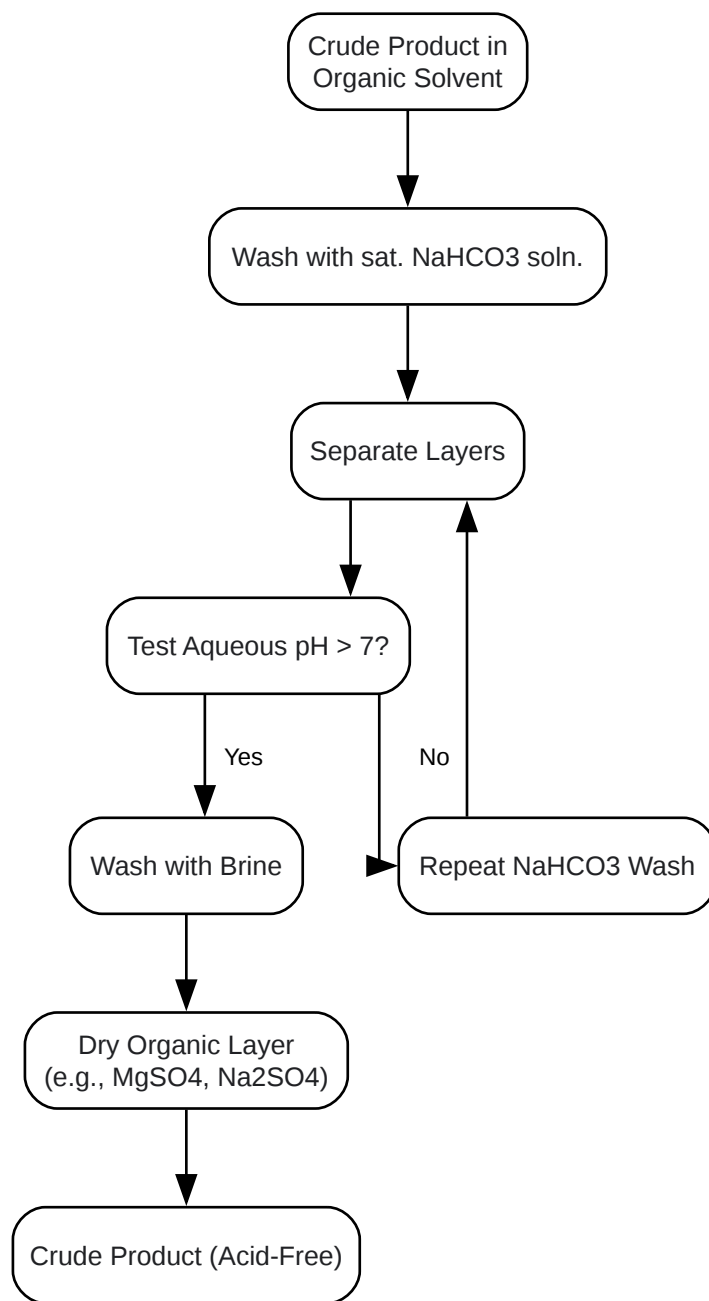 Crude Product in
Organic Solvent
Wash with sat. NaHCO3 soln.
Separate Layers
Test Aqueous pH > 7?
Yes
No
Wash with Brine
Repeat NaHCO3 Wash
Dry Organic Layer
(e.g., MgSO4, Na2SO4)
Crude Product (Acid-Free)